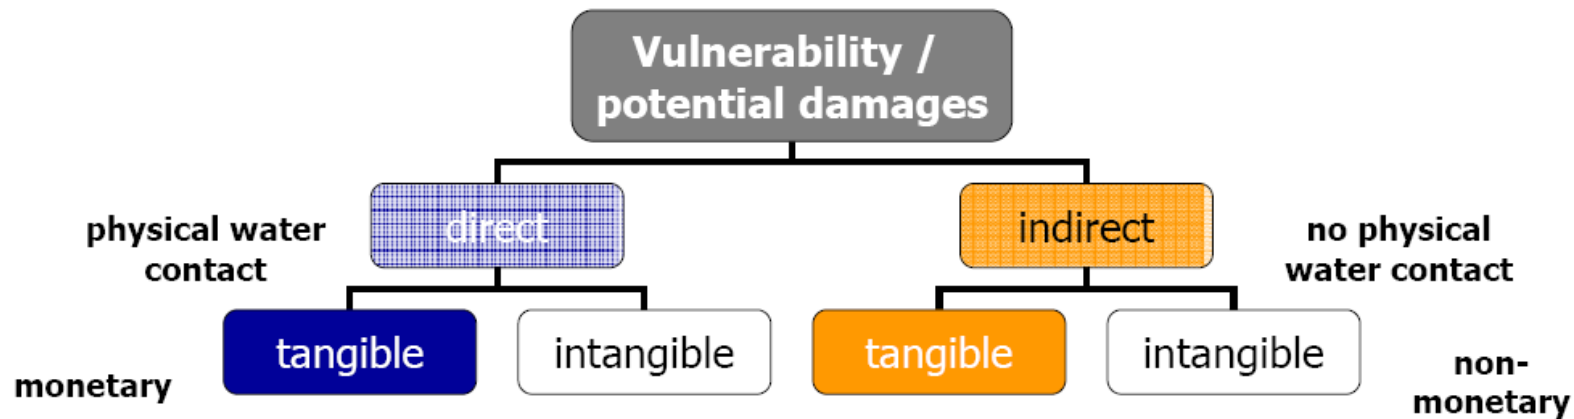 Vulnerability /
potential damages
direct
indirect
physical water
contact
no physical
water contact
tangible
intangible
tangible
intangible
monetary
non-
monetary